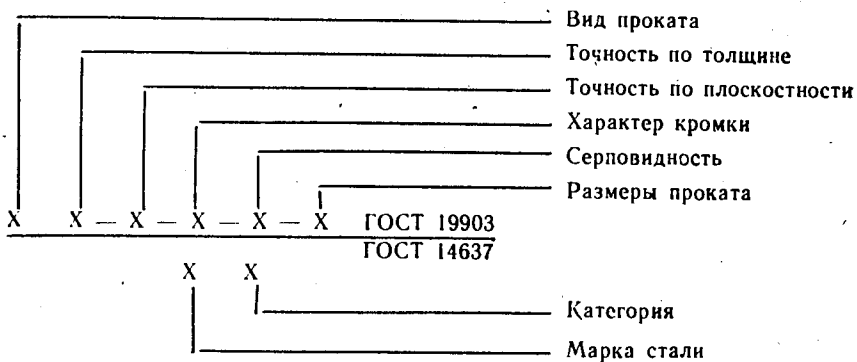 Вид проката
Точность по толщине
Точность по плоскостности
Характер кромки
Серповидность
Размеры проката
X X — X — X — X — X ГОСТ 19903
ГОСТ 14637
X X
Категория
Марка стали